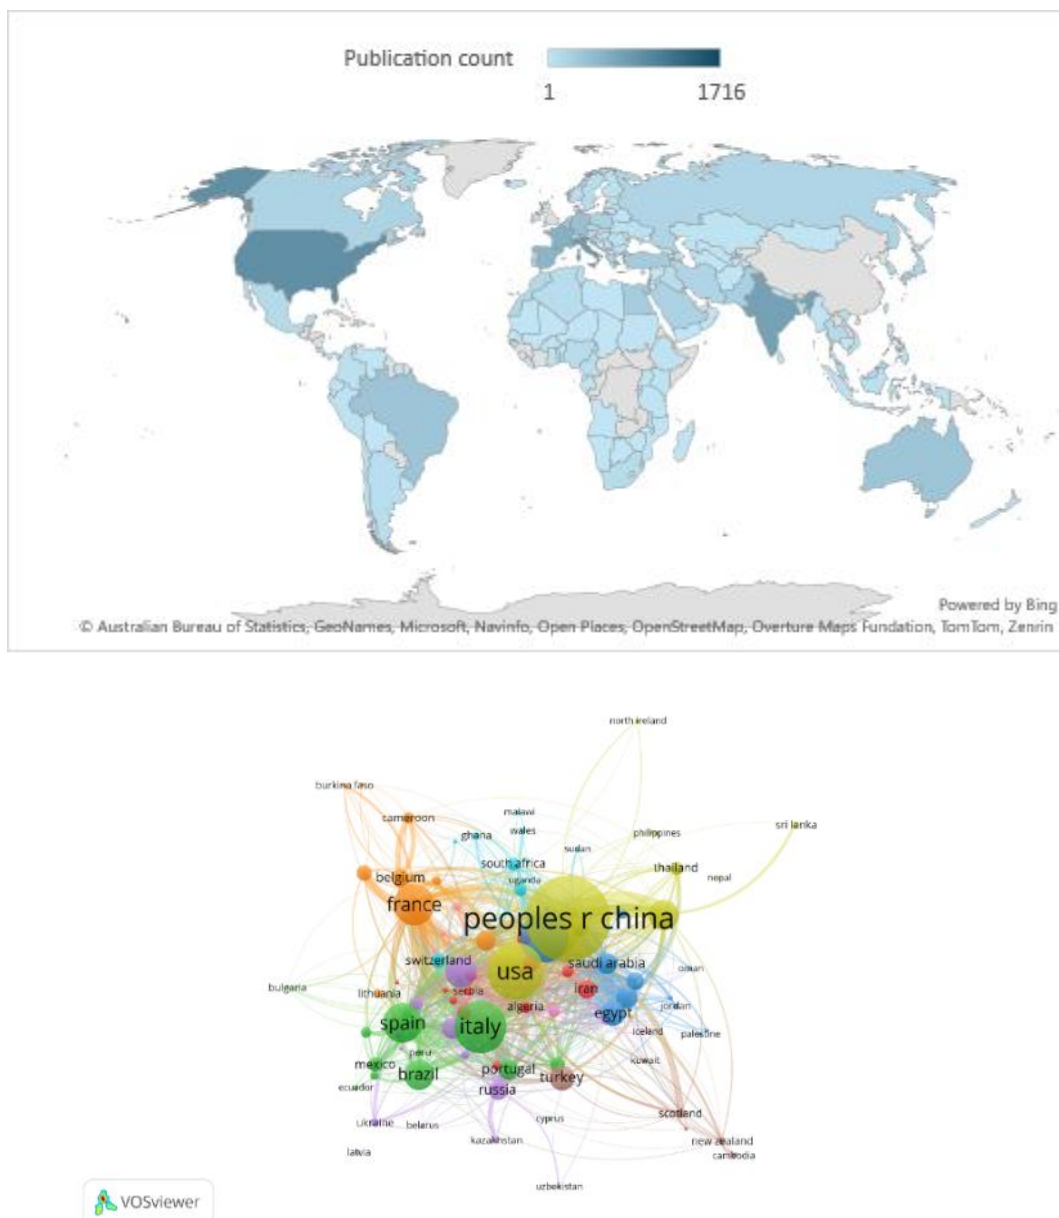 Publication count
1 1716
Powered by Bing
© Australian Bureau of Statistics, GeoNames, Microsoft, Navinfo, Open Places, OpenStreetMap, Overture Maps Fundation, TomTom, Zenrin
north ireland
burkina faso
malawi
cameroon
wales
sri lanka
ghana
philippines
sudan
south africa
thailand
nepal
belgium
uganda
france
peoples r china
switzerland
usa
saudi arabia
oman
bulgaria
lithuania
serbia
iran
algeria
jordan
egypt
spain
italy
iceland
palestine
peru
kuwait
mexico
portugal
brazil
turkey
ecuador
russia
scotland
ukraine
belarus
cyprus
kazakhstan
new zealand
latvia
cambodia
uzbekistan
VOSviewer